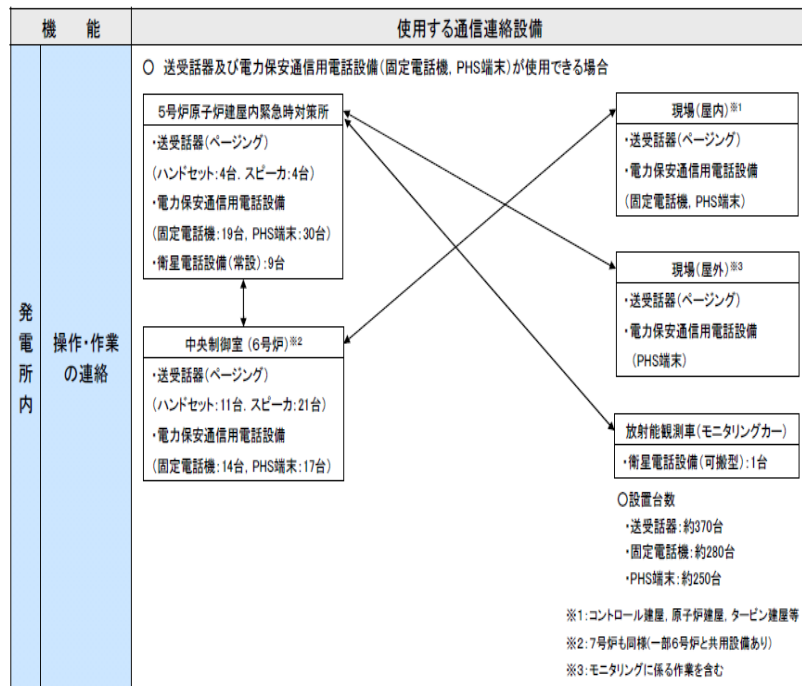 機 能
使用する通信連絡設備
発電所内
操作・作業
の連絡
○ 送受話器及び電力保安通信用電話設備(固定電話機, PHS端末)が使用できる場合
5号炉原子炉建屋内緊急時対策所
・送受話器(ページング)
(ハンドセット:4台. スピーカ:4台)
・電力保安通信用電話設備
(固定電話機:19台, PHS端末:30台)
・衛星電話設備(常設):9台
中央制御室 (6号炉)※2
・送受話器(ページング)
(ハンドセット:11台. スピーカ:21台)
・電力保安通信用電話設備
(固定電話機:14台, PHS端末:17台)
現場(屋内)※1
・送受話器(ページング)
・電力保安通信用電話設備
(固定電話機, PHS端末)
現場(屋外)※3
・送受話器(ページング)
・電力保安通信用電話設備
(PHS端末)
放射能観測車(モニタリングカー)
・衛星電話設備(可搬型):1台
○設置台数
・送受話器:約370台
・固定電話機:約280台
・PHS端末:約250台
※1:コントロール建屋, 原子炉建屋, タービン建屋等
※2:7号炉も同様(一部6号炉と共用設備あり)
※3:モニタリングに係る作業を含む